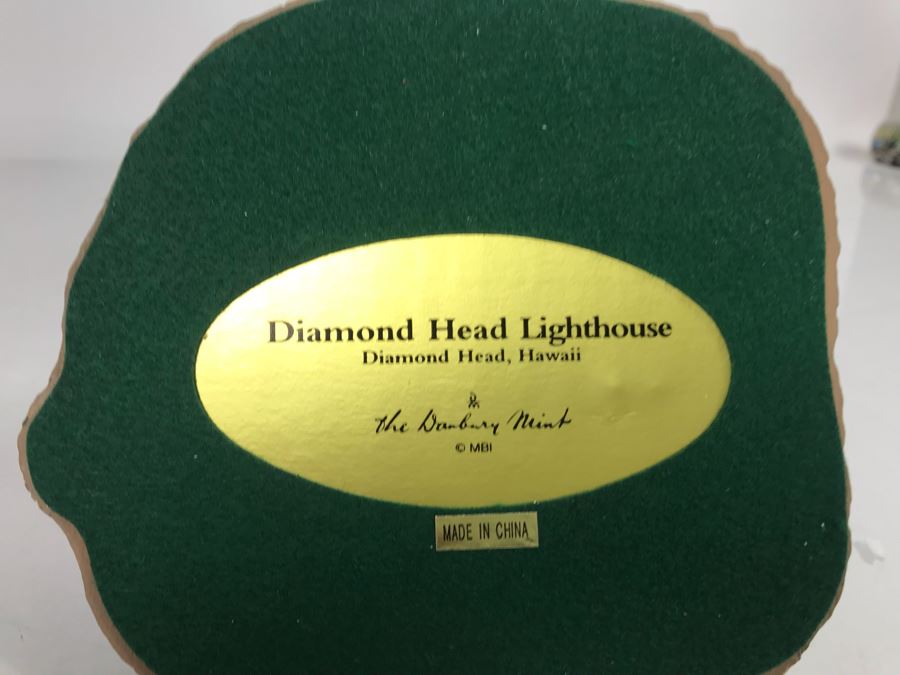 Diamond Head Lighthouse
Diamond Head, Hawaii
The Danbury Mint
© MBI
MADE IN CHINA